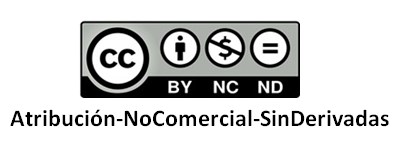 CC
BY NC ND
Atribución-NoComercial-SinDerivadas